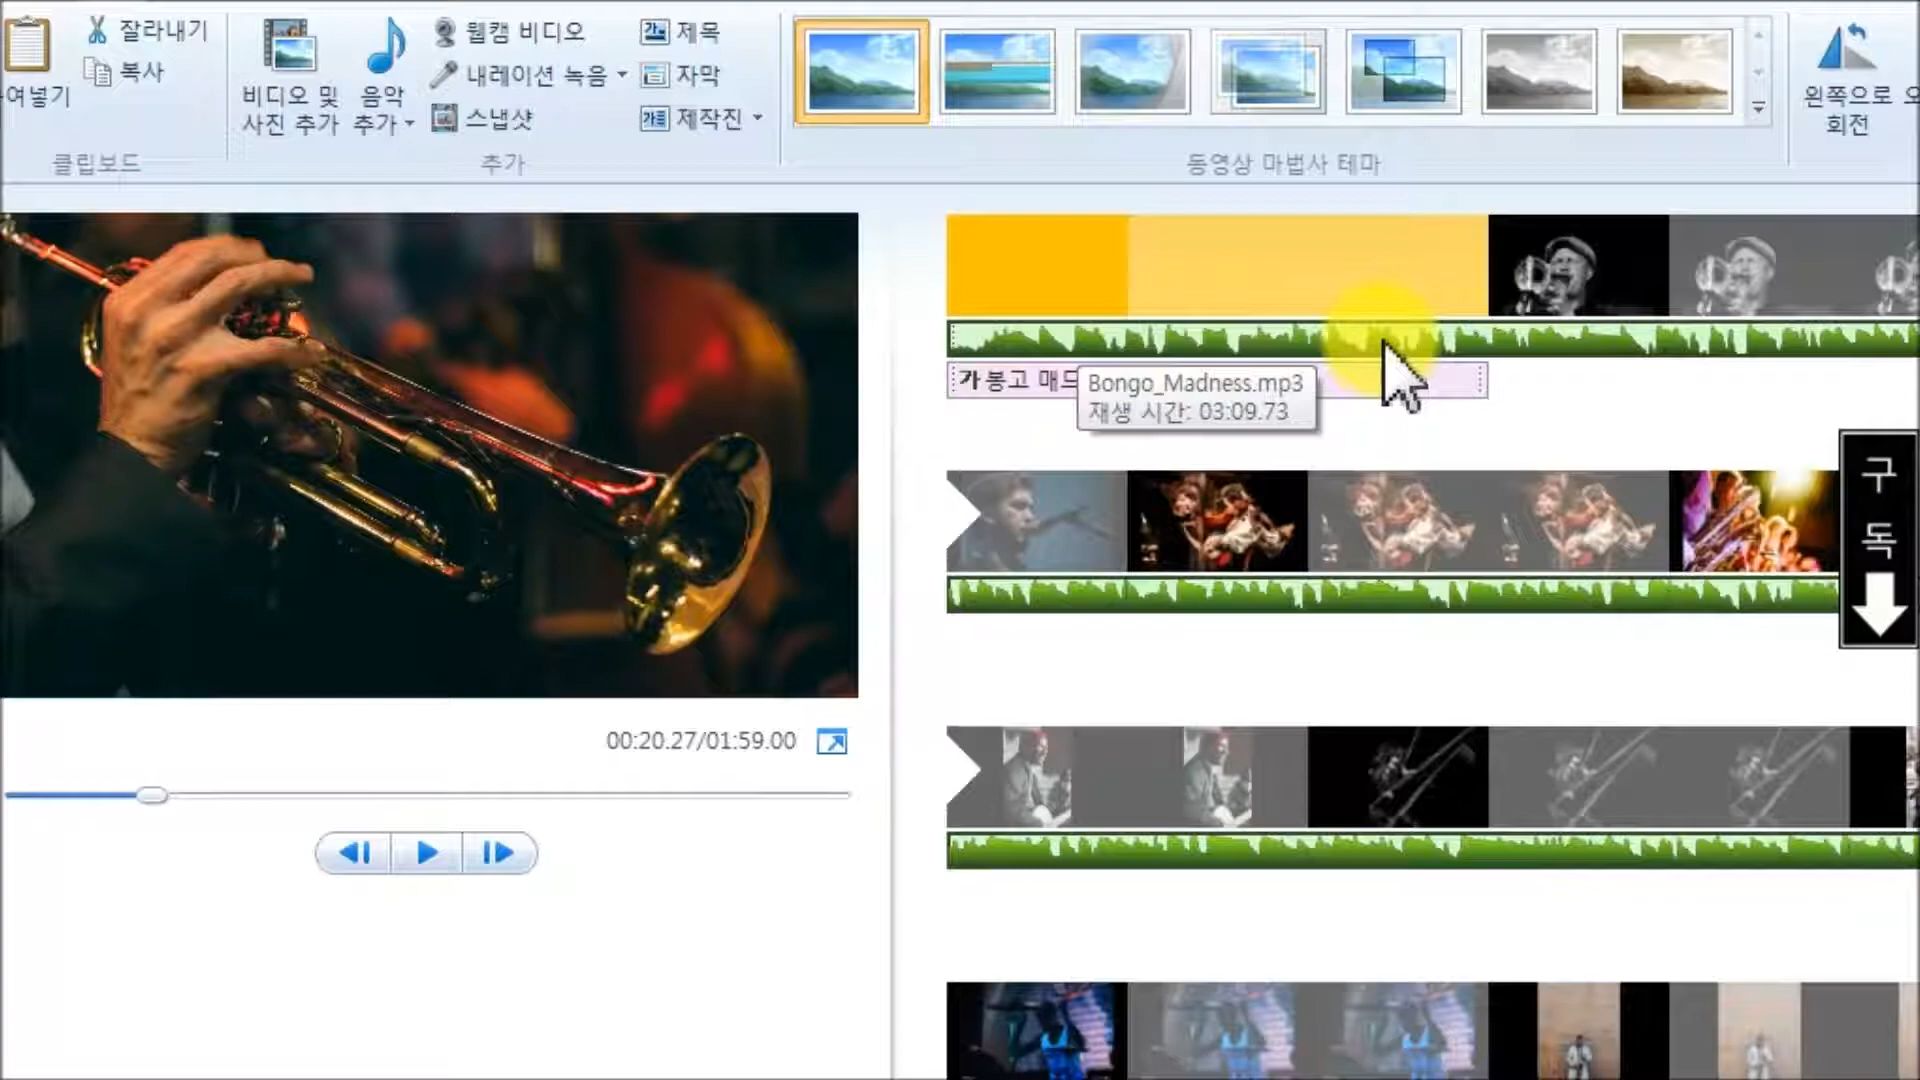 잘라내기
복사
여넣기
클립보드
비디오 및
사진 추가
음악
추가
웹캠 비디오
내레이션 녹음
스냅샷
가 제목
자막
가 제작진
추가
동영상 마법사 테마
왼쪽으로 오
회전
가 봉고 매드
Bongo_Madness.mp3
재생 시간: 03:09.73
구
독
00:20.27/01:59.00